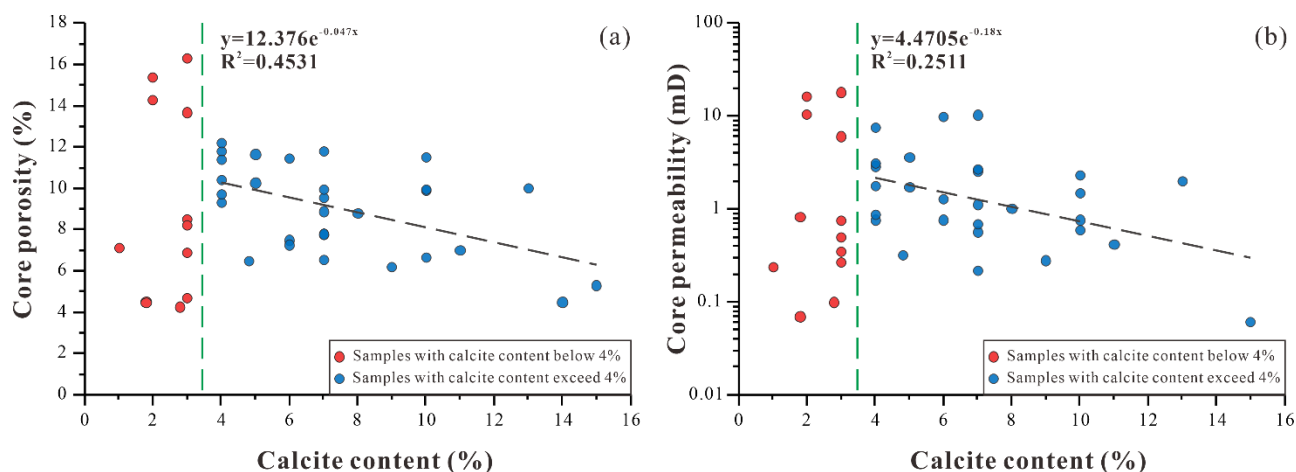 y=12.376e^-0.047x
R²=0.4531
(a)
18
16
14
12
10
8
6
4
2
0
Core porosity (%)
Samples with calcite content below 4%
Samples with calcite content exceed 4%
0 2 4 6 8 10 12 14 16
Calcite content (%)
y=4.4705e^-0.18x
R²=0.2511
(b)
100
10
1
0.1
0.01
Core permeability (mD)
Samples with calcite content below 4%
Samples with calcite content exceed 4%
0 2 4 6 8 10 12 14 16
Calcite content (%)